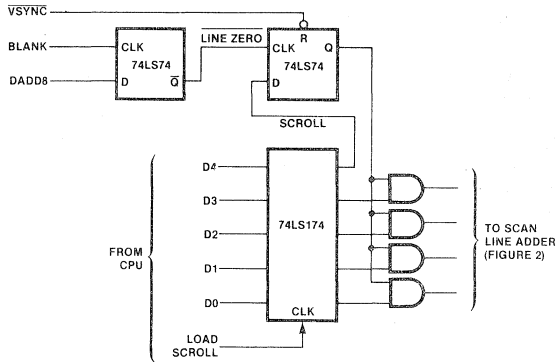 VSYNC
BLANK
DADD8
CLK
D
Q
74LS74
LINE ZERO
R
CLK
Q
74LS74
D
SCROLL
FROM
CPU
D4
D3
D2
D1
D0
74LS174
CLK
LOAD
SCROLL
TO SCAN
LINE ADDER
(FIGURE 2)